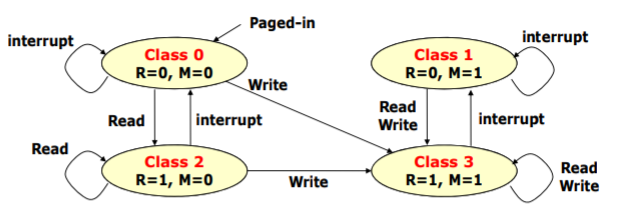 Paged-in
interrupt
Class 0
R=0, M=0
Class 1
R=0, M=1
interrupt
Write
Read
interrupt
Read
Write
interrupt
Read
Class 2
R=1, M=0
Write
Class 3
R=1, M=1
Read
Write